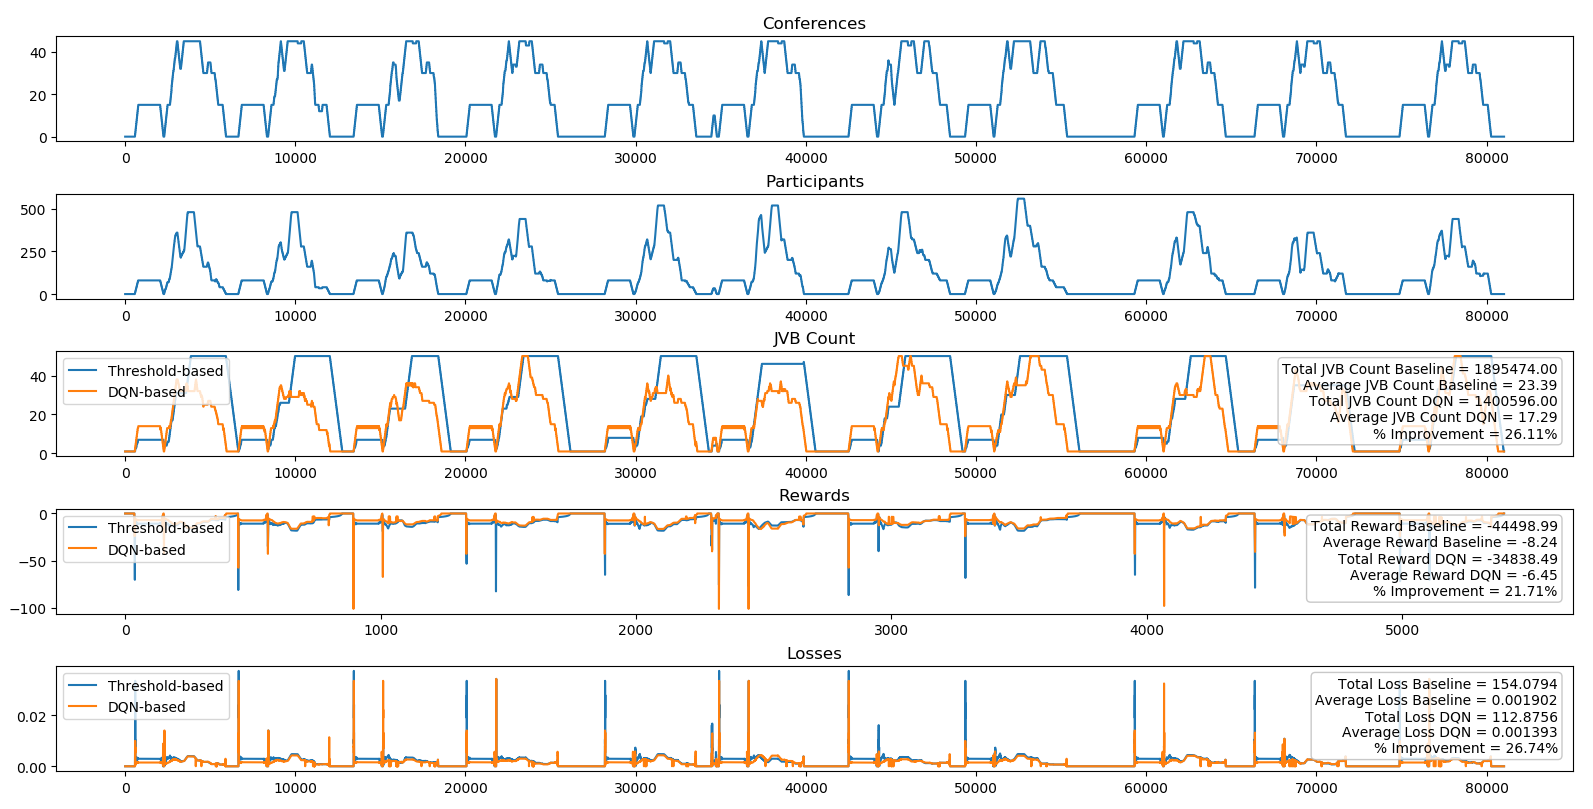 Conferences
40
20
0
0 10000 20000 30000 40000 50000 60000 70000 80000
Participants
500
250
0
0 10000 20000 30000 40000 50000 60000 70000 80000
JVB Count
40
20
0
Threshold-based
DQN-based
Total JVB Count Baseline = 1895474.00
Average JVB Count Baseline = 23.39
Total JVB Count DQN = 1400596.00
Average JVB Count DQN = 17.29
% Improvement = 26.11%
0 10000 20000 30000 40000 50000 60000 70000 80000
Rewards
0
−50
−100
Threshold-based
DQN-based
Total Reward Baseline = -44498.99
Average Reward Baseline = -8.24
Total Reward DQN = -34838.49
Average Reward DQN = -6.45
% Improvement = 21.71%
0 1000 2000 3000 4000 5000
Losses
0.02
0.00
Threshold-based
DQN-based
Total Loss Baseline = 154.0794
Average Loss Baseline = 0.001902
Total Loss DQN = 112.8756
Average Loss DQN = 0.001393
% Improvement = 26.74%
0 10000 20000 30000 40000 50000 60000 70000 80000